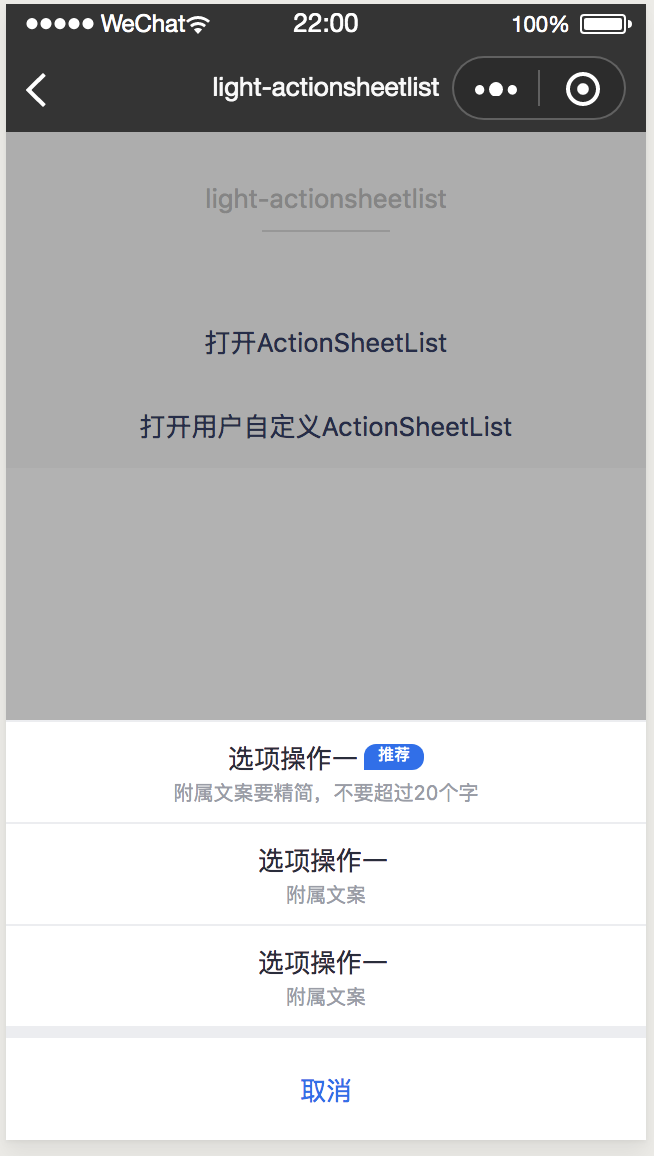 WeChat 22:00 100%
light-actionsheetlist
light-actionsheetlist
打开ActionSheetList
打开用户自定义ActionSheetList
选项操作一 推荐
附属文案要精简，不要超过20个字
选项操作一
附属文案
选项操作一
附属文案
取消